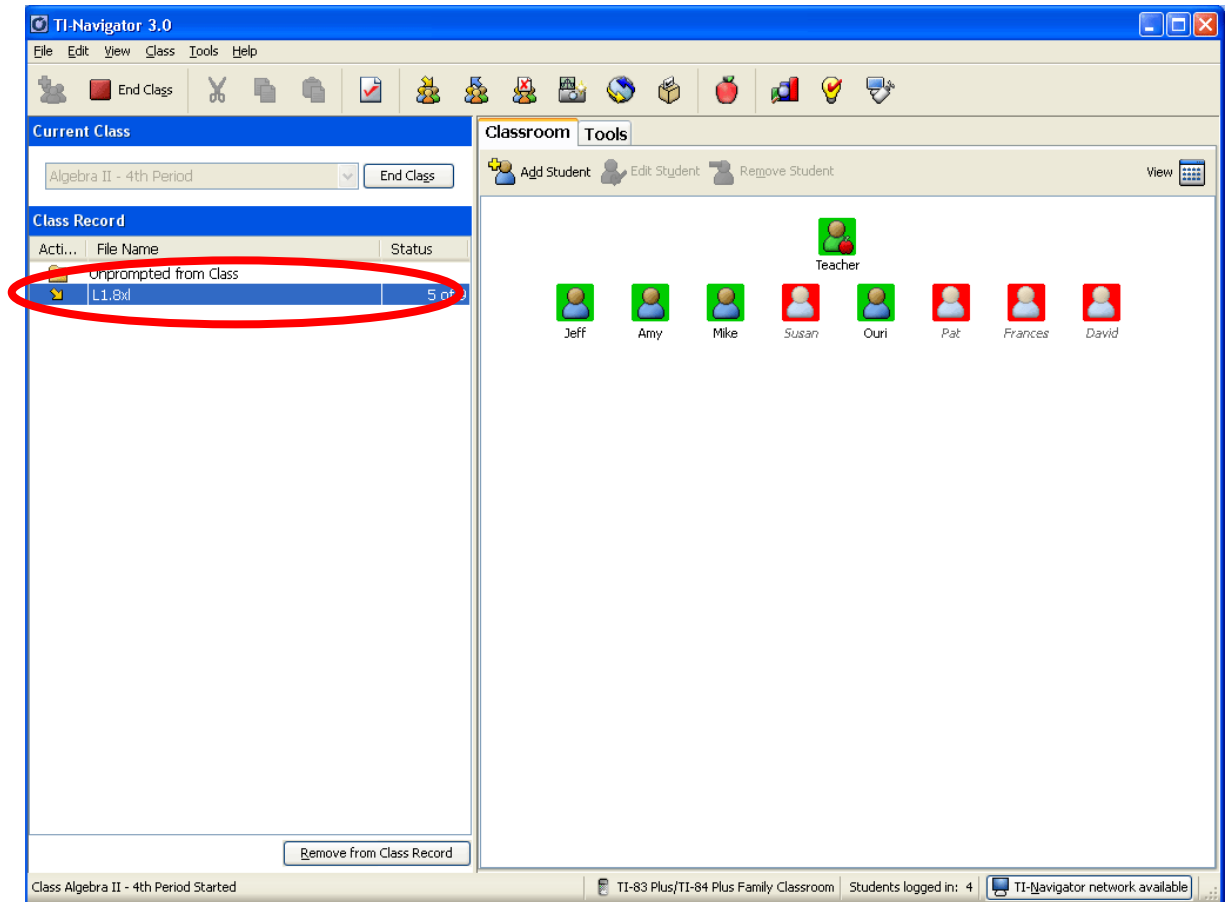 TI-Navigator 3.0
File Edit View Class Tools Help
End Class
Current Class
Algebra II - 4th Period End Class
Class Record
Acti... File Name Status
Unprompted from Class
L1.8xl 5 of 9
Remove from Class Record
Classroom Tools
Add Student Edit Student Remove Student View
Teacher
Jeff Amy Mike Susan Ouri Pat Frances David
Class Algebra II - 4th Period Started TI-83 Plus/TI-84 Plus Family Classroom Students logged in: 4 TI-Navigator network available